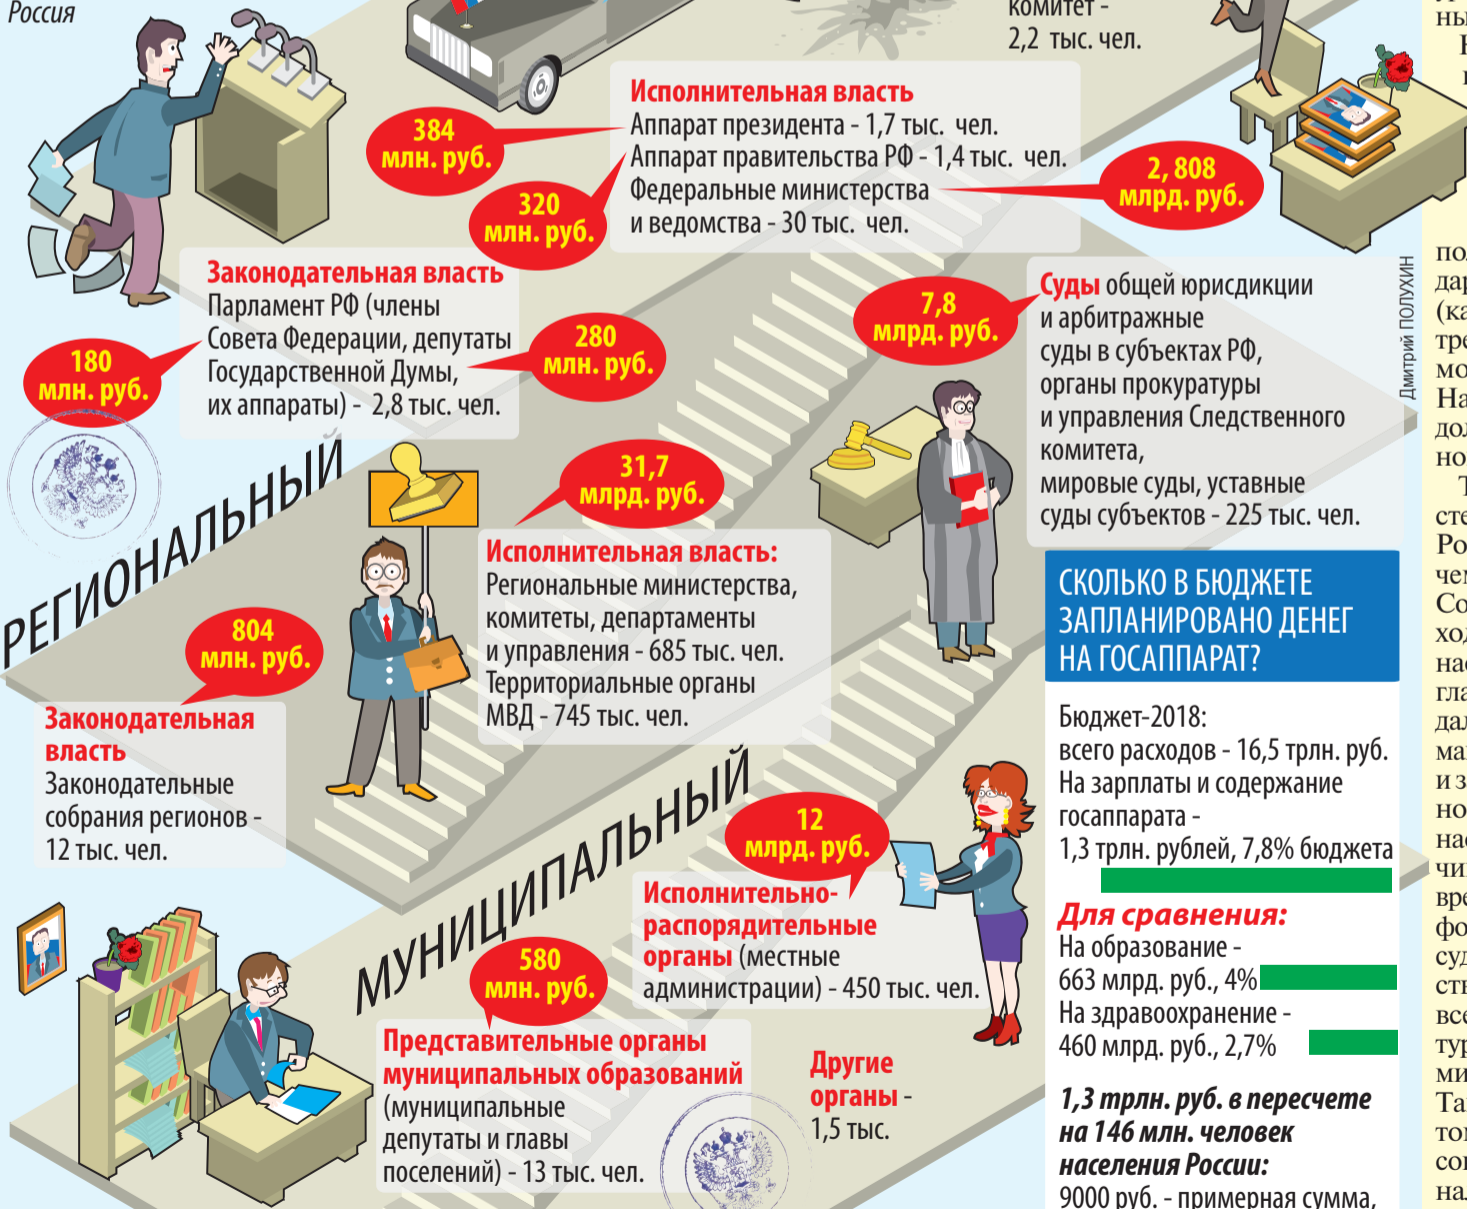 Россия
комитет -
2,2 тыс. чел.
Исполнительная власть
Аппарат президента - 1,7 тыс. чел.
Аппарат правительства РФ - 1,4 тыс. чел.
Федеральные министерства
и ведомства - 30 тыс. чел.
384
млн. руб.
320
млн. руб.
2, 808
млрд. руб.
Законодательная власть
Парламент РФ (члены
Совета Федерации, депутаты
Государственной Думы,
их аппараты) - 2,8 тыс. чел.
180
млн. руб.
280
млн. руб.
7,8
млрд. руб.
Суды общей юрисдикции
и арбитражные
суды в субъектах РФ,
органы прокуратуры
и управления Следственного
комитета,
мировые суды, уставные
суды субъектов - 225 тыс. чел.
Дмитрий ПОЛУХИН
РЕГИОНАЛЬНЫЙ
31,7
млрд. руб.
Исполнительная власть:
Региональные министерства,
комитеты, департаменты
и управления - 685 тыс. чел.
Территориальные органы
МВД - 745 тыс. чел.
804
млн. руб.
Законодательная
власть
Законодательные
собрания регионов -
12 тыс. чел.
МУНИЦИПАЛЬНЫЙ
12
млрд. руб.
Исполнительно-
распорядительные
органы (местные
администрации) - 450 тыс. чел.
580
млн. руб.
Представительные органы
муниципальных образований
(муниципальные
депутаты и главы
поселений) - 13 тыс. чел.
Другие
органы -
1,5 тыс.
СКОЛЬКО В БЮДЖЕТЕ
ЗАПЛАНИРОВАНО ДЕНЕГ
НА ГОСАППАРАТ?
Бюджет-2018:
всего расходов - 16,5 трлн. руб.
На зарплаты и содержание
госаппарата -
1,3 трлн. рублей, 7,8% бюджета
Для сравнения:
На образование -
663 млрд. руб., 4%
На здравоохранение -
460 млрд. руб., 2,7%
1,3 трлн. руб. в пересчете
на 146 млн. человек
населения России:
9000 руб. - примерная сумма,